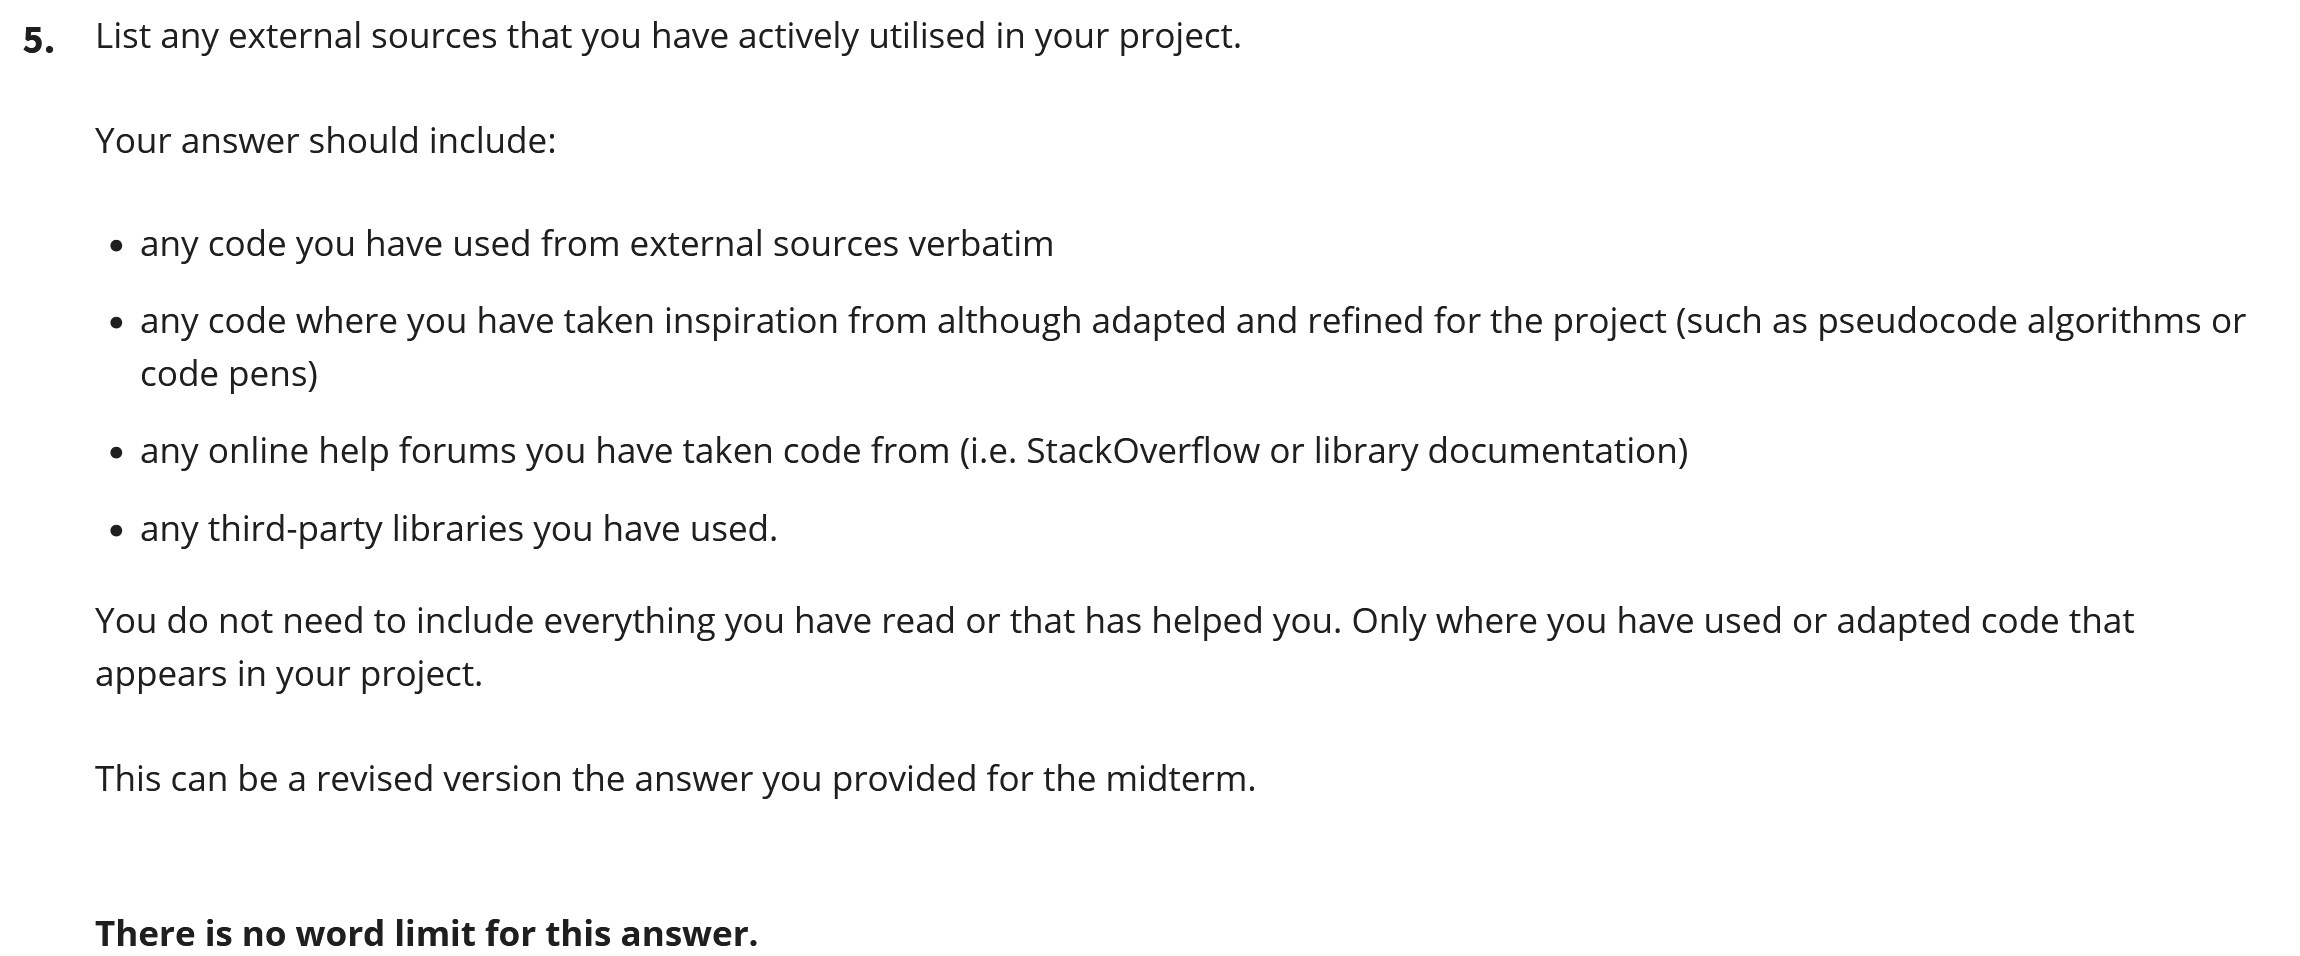 5. List any external sources that you have actively utilised in your project.
Your answer should include:
• any code you have used from external sources verbatim
• any code where you have taken inspiration from although adapted and refined for the project (such as pseudocode algorithms or
code pens)
• any online help forums you have taken code from (i.e. StackOverflow or library documentation)
• any third-party libraries you have used.
You do not need to include everything you have read or that has helped you. Only where you have used or adapted code that
appears in your project.
This can be a revised version the answer you provided for the midterm.
There is no word limit for this answer.